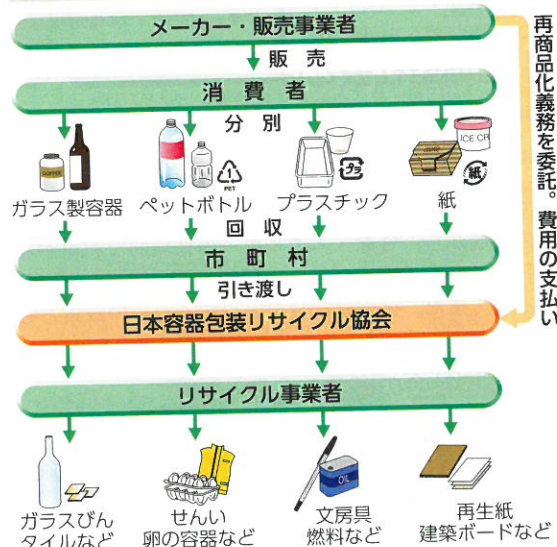 メーカー・販売事業者
販売
消費者
分別
COFFEE
1
PET
プラ
ICE CR
紙
ガラス製容器
ペットボトル
プラスチック
紙
回収
市町村
引き渡し
日本容器包装リサイクル協会
リサイクル事業者
OIL
ガラスびん
タイルなど
せんい
卵の容器など
文房具
燃料など
再生紙
建築ボードなど
再商品化義務を委託。費用の支払い